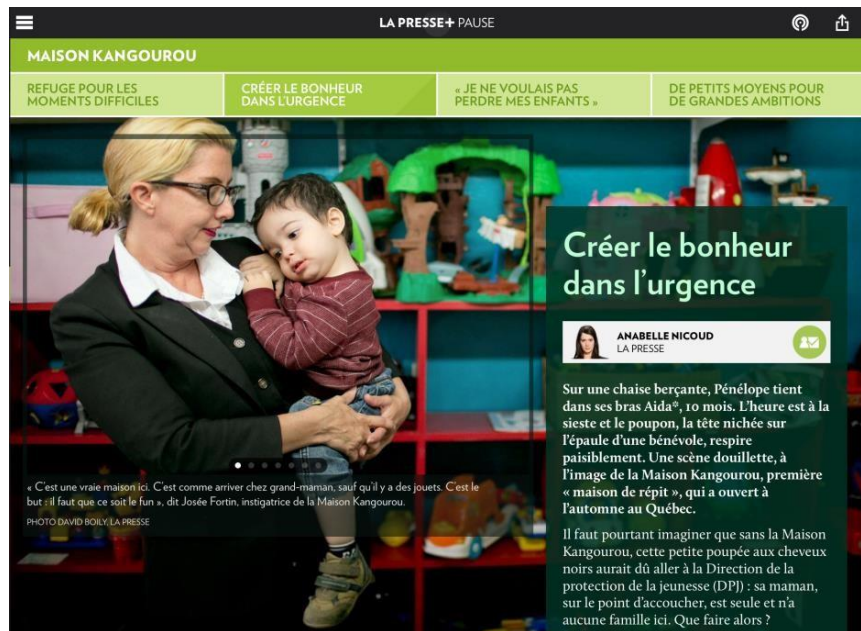 LA PRESSE+ PAUSE
MAISON KANGOUROU
REFUGE POUR LES
MOMENTS DIFFICILES
CRÉER LE BONHEUR
DANS L'URGENCE
« JE NE VOULAIS PAS
PERDRE MES ENFANTS »
DE PETITS MOYENS POUR
DE GRANDES AMBITIONS
« C'est une vraie maison ici. C'est comme arriver chez grand-maman, sauf qu'il y a des jouets. C'est le
but : il faut que ce soit le fun », dit Josée Fortin, instigatrice de la Maison Kangourou.
PHOTO DAVID BOILY, LA PRESSE
Créer le bonheur
dans l'urgence
ANABELLE NICOUD
LA PRESSE
Sur une chaise berçante, Pénélope tient
dans ses bras Aida*, 10 mois. L'heure est à la
sieste et le poupon, la tête nichée sur
l'épaule d'une bénévole, respire
paisiblement. Une scène douillette, à
l'image de la Maison Kangourou, première
« maison de répit », qui a ouvert à
l'automne au Québec.
Il faut pourtant imaginer que sans la Maison
Kangourou, cette petite poupée aux cheveux
noirs aurait dû aller à la Direction de la
protection de la jeunesse (DPJ) : sa maman,
sur le point d'accoucher, est seule et n'a
aucune famille ici. Que faire alors ?